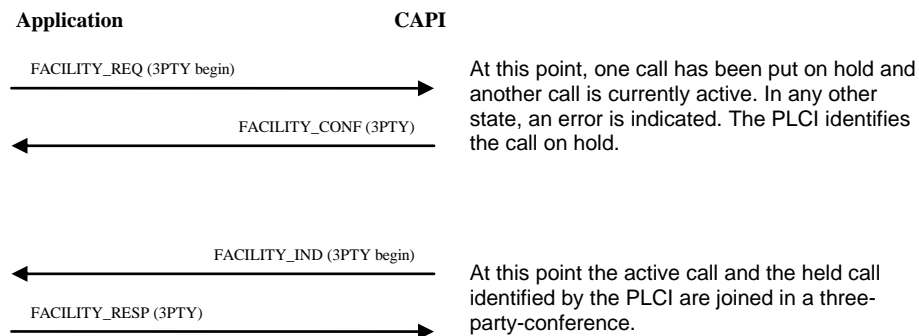 Application CAPI
FACILITY_REQ (3PTY begin)
At this point, one call has been put on hold and
another call is currently active. In any other
state, an error is indicated. The PLCI identifies
the call on hold.
FACILITY_CONF (3PTY)
FACILITY_IND (3PTY begin)
At this point the active call and the held call
identified by the PLCI are joined in a three-
party-conference.
FACILITY_RESP (3PTY)